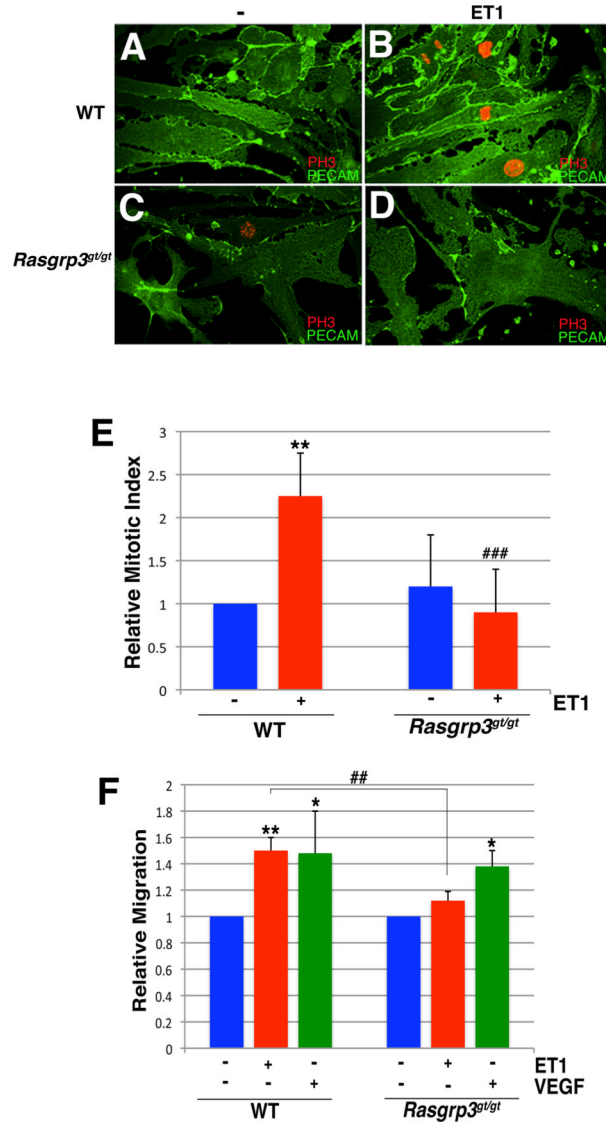 - ET1
A B
WT
PH3 PH3
PECAM PECAM
C D
Rasgrp3gt/gt
PH3 PH3
PECAM PECAM
E
Relative Mitotic Index
3
2.5
2
1.5
1
0.5
0
**
###
- + - + ET1
WT Rasgrp3gt/gt
F
Relative Migration
2
1.8
1.6
1.4
1.2
1
0.8
0.6
0.4
0.2
0
##
** * *
- + - - + - ET1
- - + - - + VEGF
WT Rasgrp3gt/gt